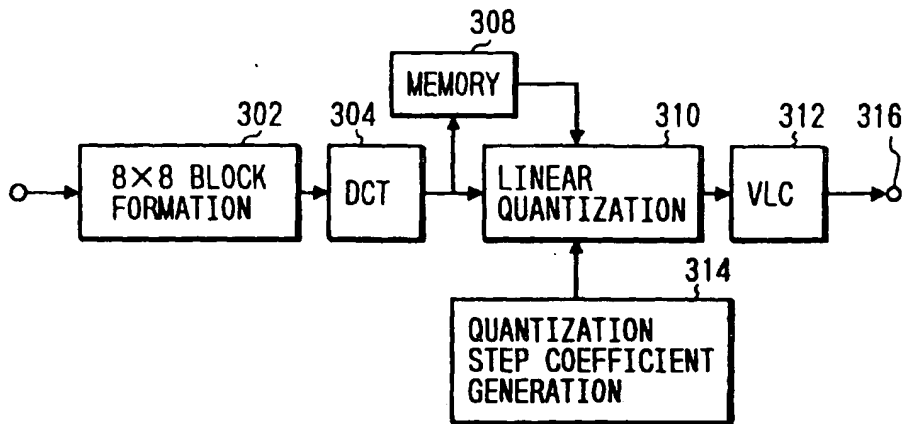 308
MEMORY
302
304
310
312
316
8×8 BLOCK
FORMATION
DCT
LINEAR
QUANTIZATION
VLC
314
QUANTIZATION
STEP COEFFICIENT
GENERATION